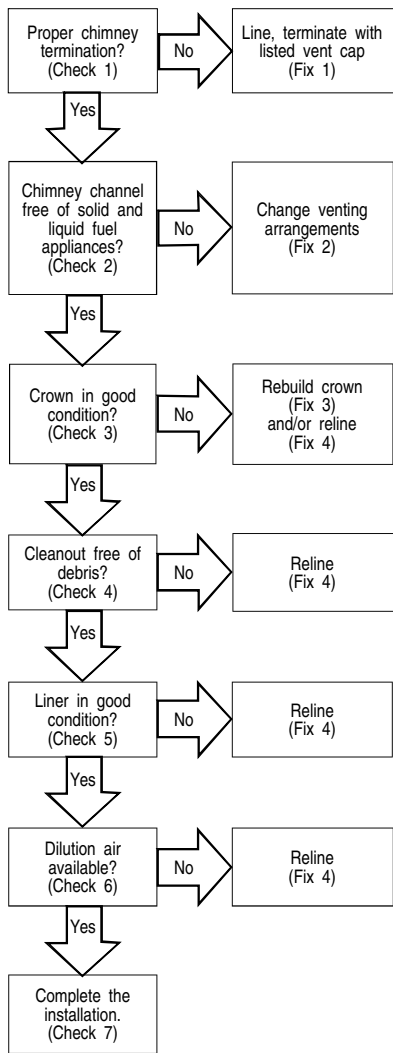 Proper chimney
termination?
(Check 1)
No
Line, terminate with
listed vent cap
(Fix 1)
Yes
Chimney channel
free of solid and
liquid fuel
appliances?
(Check 2)
No
Change venting
arrangements
(Fix 2)
Yes
Crown in good
condition?
(Check 3)
No
Rebuild crown
(Fix 3)
and/or reline
(Fix 4)
Yes
Cleanout free of
debris?
(Check 4)
No
Reline
(Fix 4)
Yes
Liner in good
condition?
(Check 5)
No
Reline
(Fix 4)
Yes
Dilution air
available?
(Check 6)
No
Reline
(Fix 4)
Yes
Complete the
installation.
(Check 7)